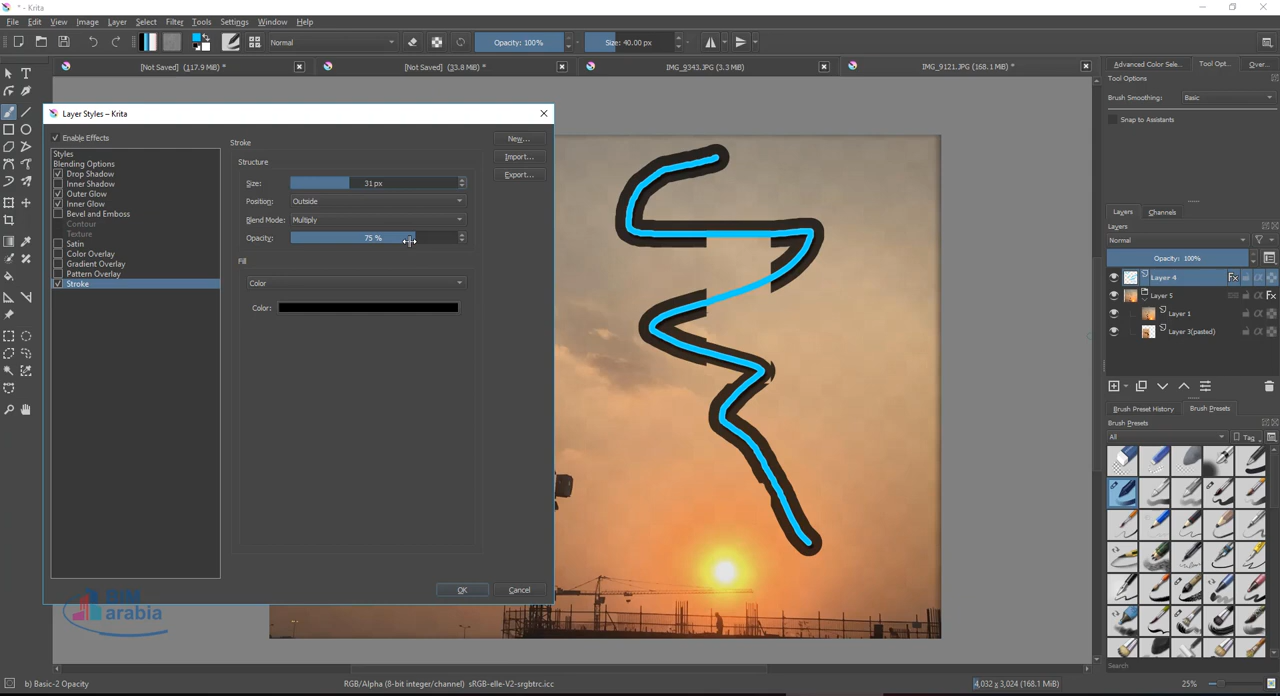 * - Krita
File Edit View Image Layer Select Filter Tools Settings Window Help
Normal Opacity: 100% Size: 40.00 px
[Not Saved] (117.9 MiB) * [Not Saved] (33.8 MiB) * IMG_9343.JPG (3.3 MiB) IMG_9121.JPG (168.1 MiB) *
Advanced Color Sele... Tool Opt... Over...
Tool Options
Brush Smoothing: Basic
Snap to Assistants
Layer Styles – Krita
Enable Effects
Styles
Blending Options
Drop Shadow
Inner Shadow
Outer Glow
Inner Glow
Bevel and Emboss
Contour
Texture
Satin
Color Overlay
Gradient Overlay
Pattern Overlay
Stroke
Stroke
Structure
Size: 31 px
Position: Outside
Blend Mode: Multiply
Opacity: 75 %
Fill
Color
Color:
New...
Import...
Export...
OK Cancel
arabia
Layers Channels
Layers
Normal
Opacity: 100%
Layer 4
Layer 5
Layer 1
Layer 3(pasted)
Brush Preset History Brush Presets
Brush Presets
All Tag
Search
b) Basic-2 Opacity RGB/Alpha (8-bit integer/channel) sRGB-elle-V2-srgbtrc.icc 4,032 x 3,024 (168.1 MiB) 25%